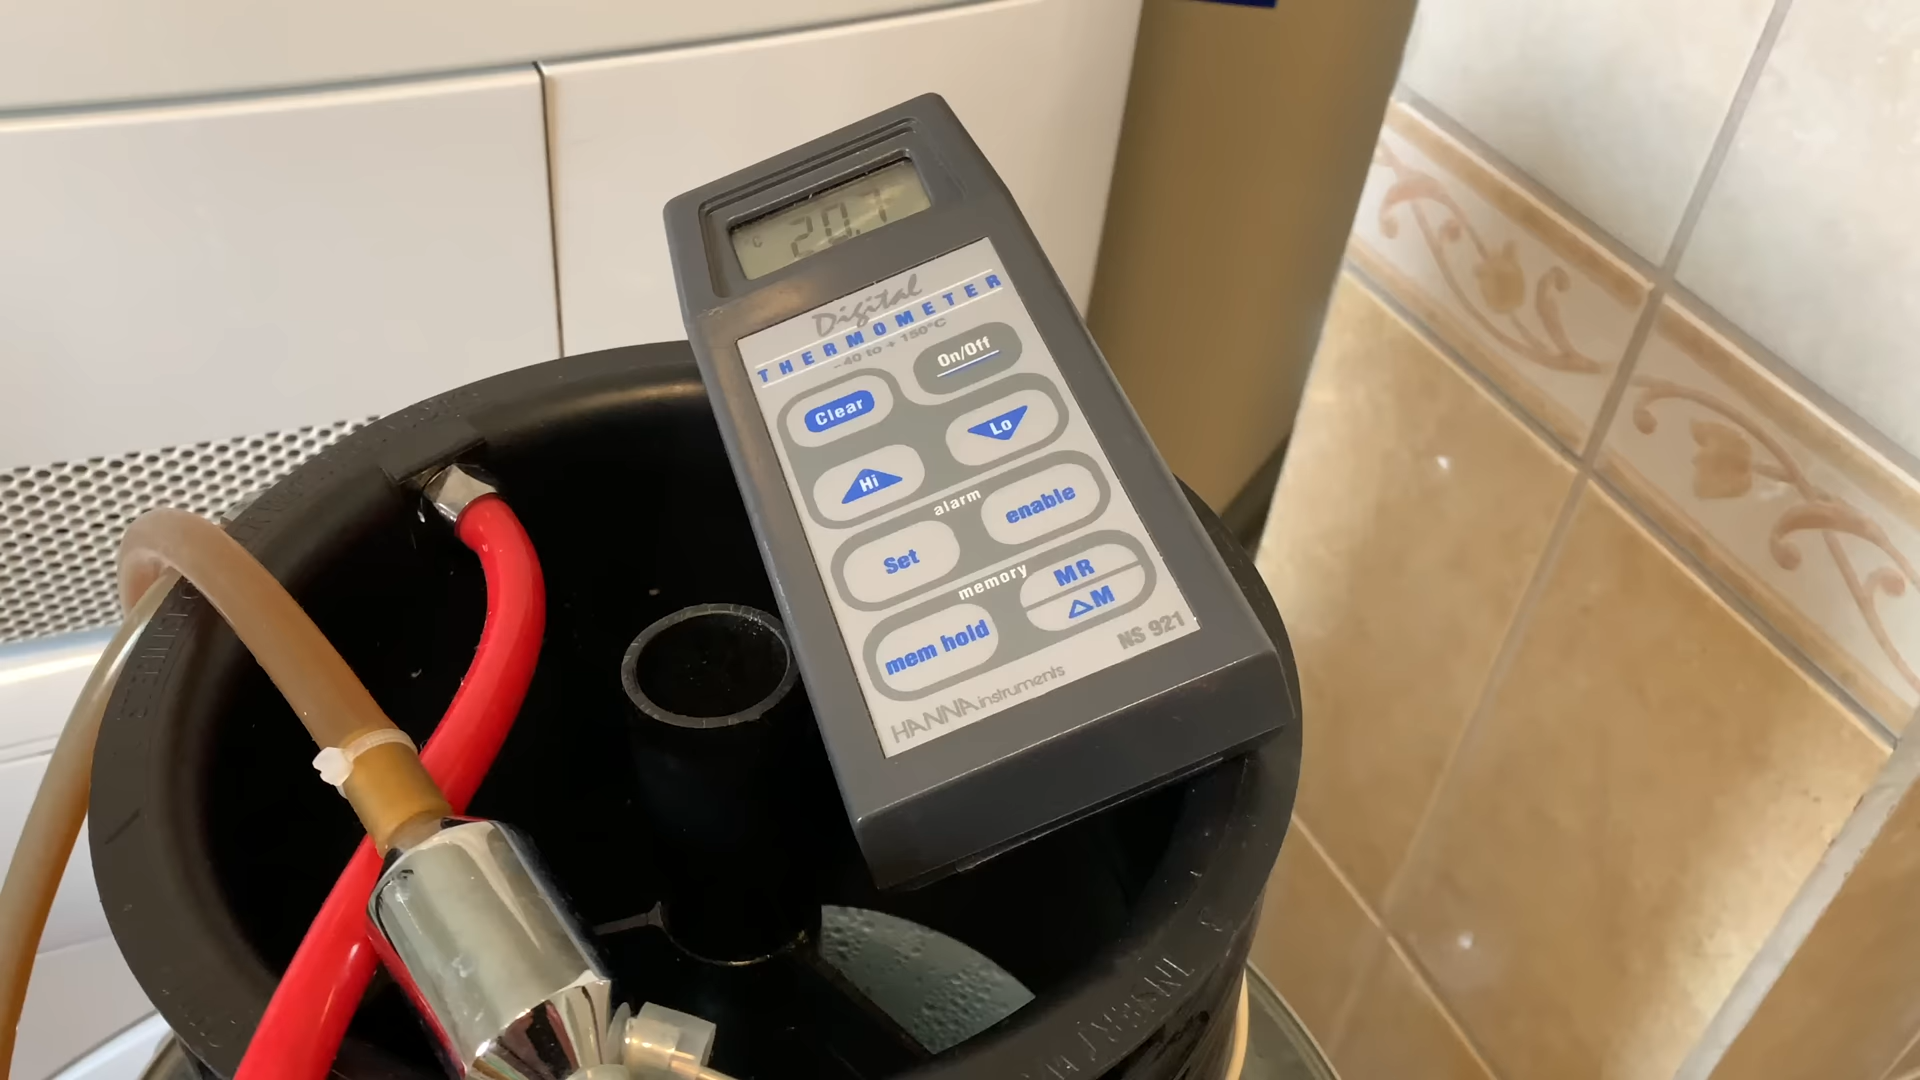 C 20.7
Digital
THERMOMETER
-40 to + 150°C
On/Off
Clear
Lo
Hi
alarm
enable
Set
memory
MR
△M
mem hold
NS 921
HANNA instruments